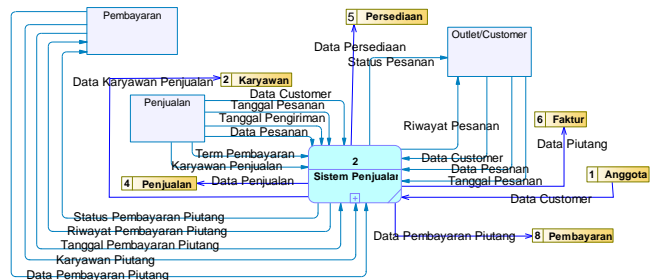 Pembayaran
5 Persediaan
Outlet/Customer
Data Persediaan
Status Pesanan
2 Karyawan
Data Karyawan Penjualan
Data Customer
Penjualan
Tanggal Pesanan
Tanggal Pengiriman
Data Pesanan
Riwayat Pesanan
6 Faktur
Data Piutang
Term Pembayaran
Karyawan Penjualan
2
Sistem Penjualan
Data Customer
Data Pesanan
Tanggal Pesanan
1 Anggota
4 Penjualan
Data Penjualan
Data Customer
Status Pembayaran Piutang
Riwayat Pembayaran Piutang
Data Pembayaran Piutang
8 Pembayaran
Tanggal Pembayaran Piutang
Karyawan Piutang
Data Pembayaran Piutang